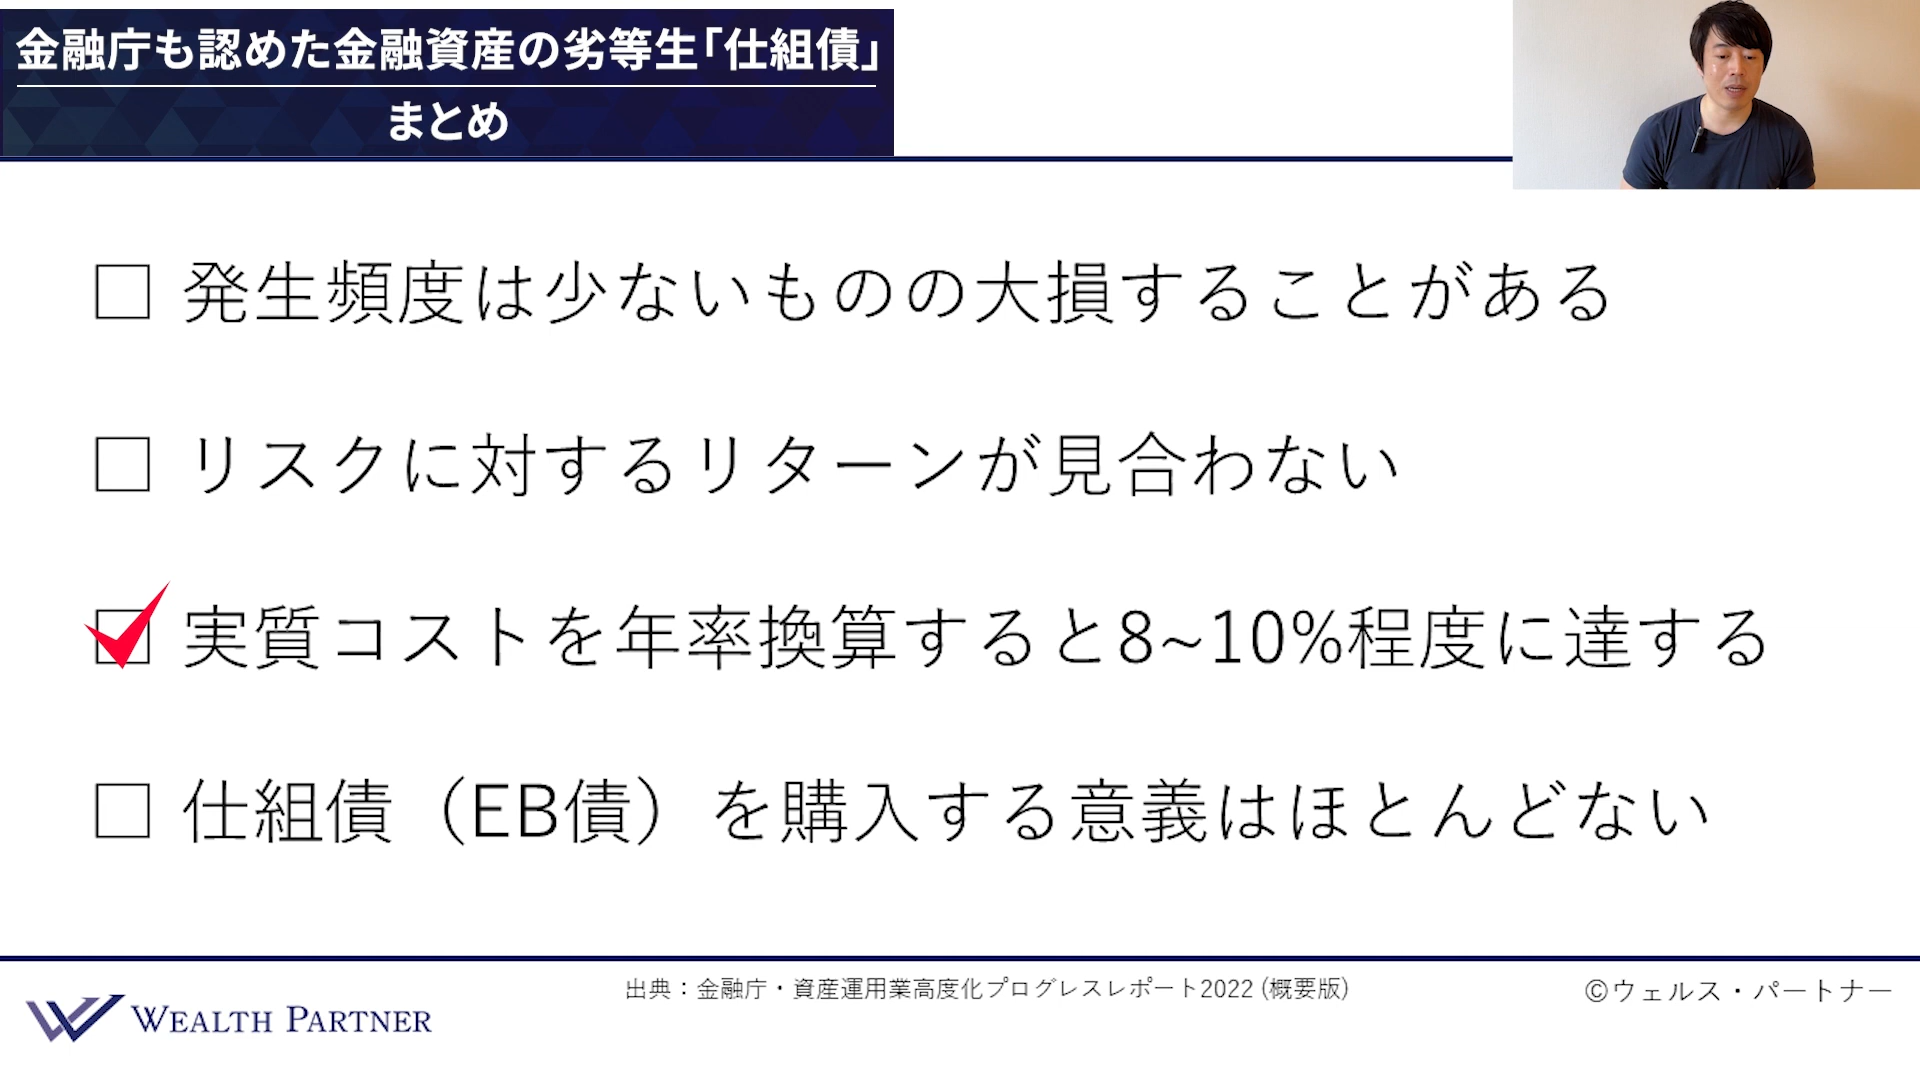 金融庁も認めた金融資産の劣等生「仕組債」
まとめ
□ 発生頻度は少ないものの大損することがある
□ リスクに対するリターンが見合わない
☑ 実質コストを年率換算すると8~10%程度に達する
□ 仕組債（EB債）を購入する意義はほとんどない
WEALTH PARTNER
出典：金融庁・資産運用業高度化プログレスレポート2022 (概要版)
©ウェルス・パートナー